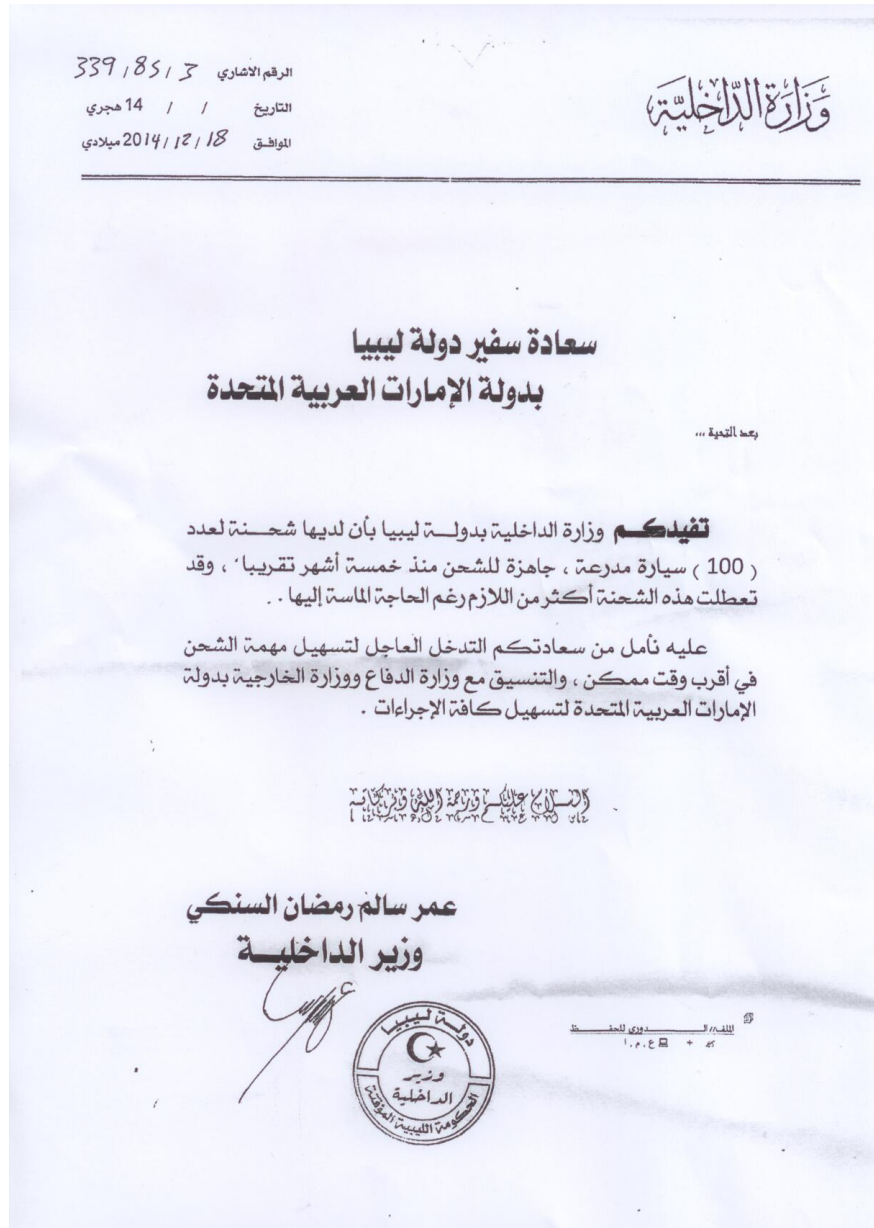 وزارة الداخلية
الرقم الاشاري 3 / 85 / 339
التاريخ / / 14 هجري
الموافق 18 / 12 / 2014 ميلادي
سعادة سفير دولة ليبيا
بدولة الإمارات العربية المتحدة
بعد التحية ...
تفيدكم وزارة الداخلية بدولة ليبيا بأن لديها شحنة لعدد
( 100 ) سيارة مدرعة ، جاهزة للشحن منذ خمسة أشهر تقريبا ، وقد
تعطلت هذه الشحنة أكثر من اللازم رغم الحاجة الماسة إليها .
عليه نأمل من سعادتكم التدخل العاجل لتسهيل مهمة الشحن
في أقرب وقت ممكن ، والتنسيق مع وزارة الدفاع ووزارة الخارجية بدولة
الإمارات العربية المتحدة لتسهيل كافة الإجراءات .
السلام عليكم ورحمة الله وبركاته
عمر سالم رمضان السنكي
وزير الداخلية
دولة ليبيا
وزير
الداخلية
الحكومة الليبية المؤقتة
الملف الدوري للحفظ
ع.م.ا